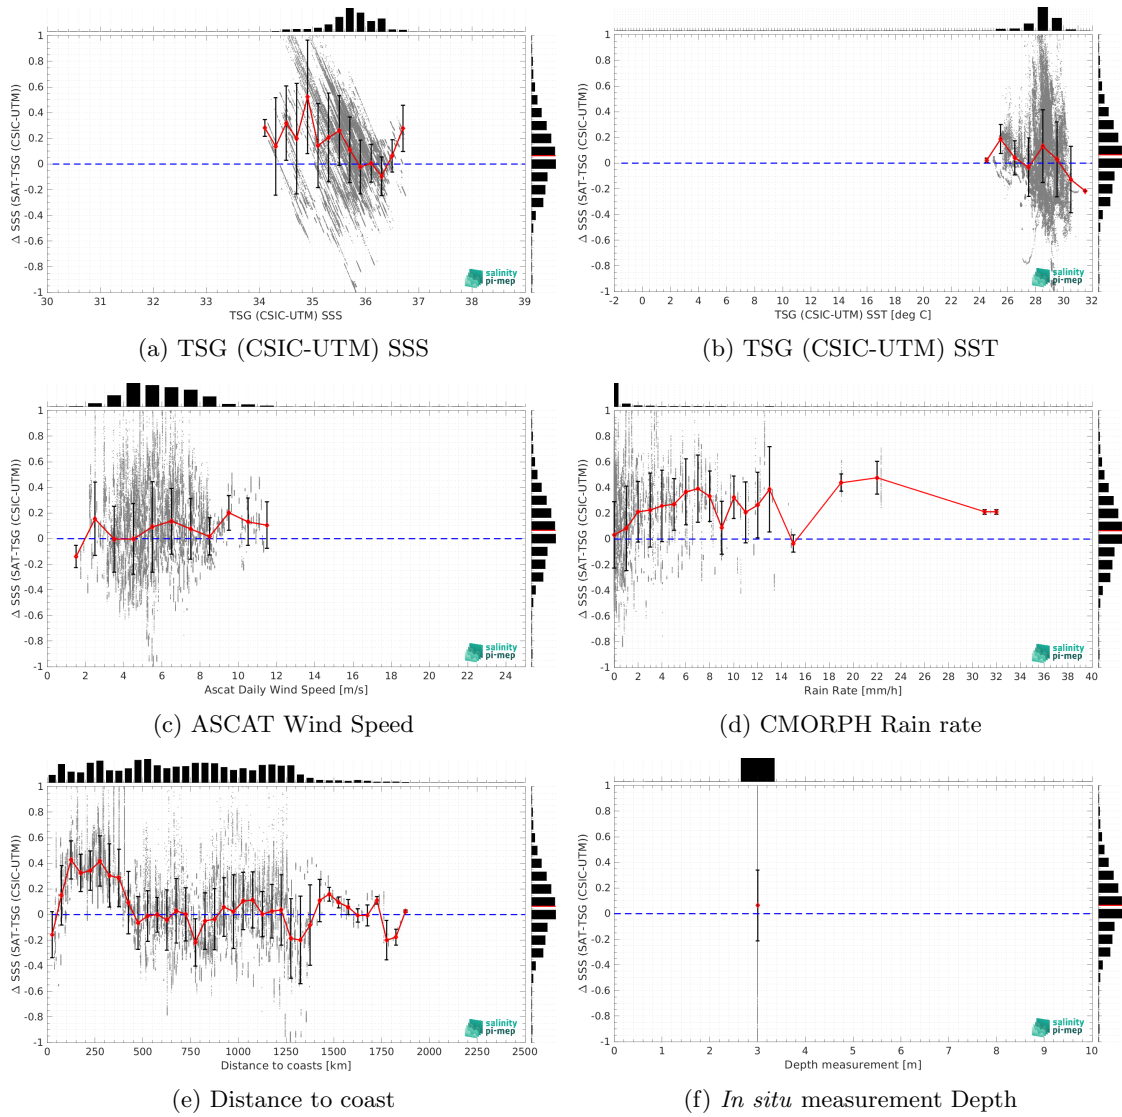 1
0.8
0.6
0.4
0.2
0
-0.2
-0.4
-0.6
-0.8
-1
Δ SSS (SAT-TSG (CSIC-UTM))
30 31 32 33 34 35 36 37 38 39
TSG (CSIC-UTM) SSS
salinity
pi-mep
(a) TSG (CSIC-UTM) SSS
1
0.8
0.6
0.4
0.2
0
-0.2
-0.4
-0.6
-0.8
-1
Δ SSS (SAT-TSG (CSIC-UTM))
-2 0 2 4 6 8 10 12 14 16 18 20 22 24 26 28 30 32
TSG (CSIC-UTM) SST [deg C]
salinity
pi-mep
(b) TSG (CSIC-UTM) SST
1
0.8
0.6
0.4
0.2
0
-0.2
-0.4
-0.6
-0.8
-1
Δ SSS (SAT-TSG (CSIC-UTM))
0 2 4 6 8 10 12 14 16 18 20 22 24
Ascat Daily Wind Speed [m/s]
salinity
pi-mep
(c) ASCAT Wind Speed
1
0.8
0.6
0.4
0.2
0
-0.2
-0.4
-0.6
-0.8
-1
Δ SSS (SAT-TSG (CSIC-UTM))
0 2 4 6 8 10 12 14 16 18 20 22 24 26 28 30 32 34 36 38 40
Rain Rate [mm/h]
salinity
pi-mep
(d) CMORPH Rain rate
1
0.8
0.6
0.4
0.2
0
-0.2
-0.4
-0.6
-0.8
-1
Δ SSS (SAT-TSG (CSIC-UTM))
0 250 500 750 1000 1250 1500 1750 2000 2250 2500
Distance to coasts [km]
salinity
pi-mep
(e) Distance to coast
1
0.8
0.6
0.4
0.2
0
-0.2
-0.4
-0.6
-0.8
-1
Δ SSS (SAT-TSG (CSIC-UTM))
0 1 2 3 4 5 6 7 8 9 10
Depth measurement [m]
salinity
pi-mep
(f) In situ measurement Depth